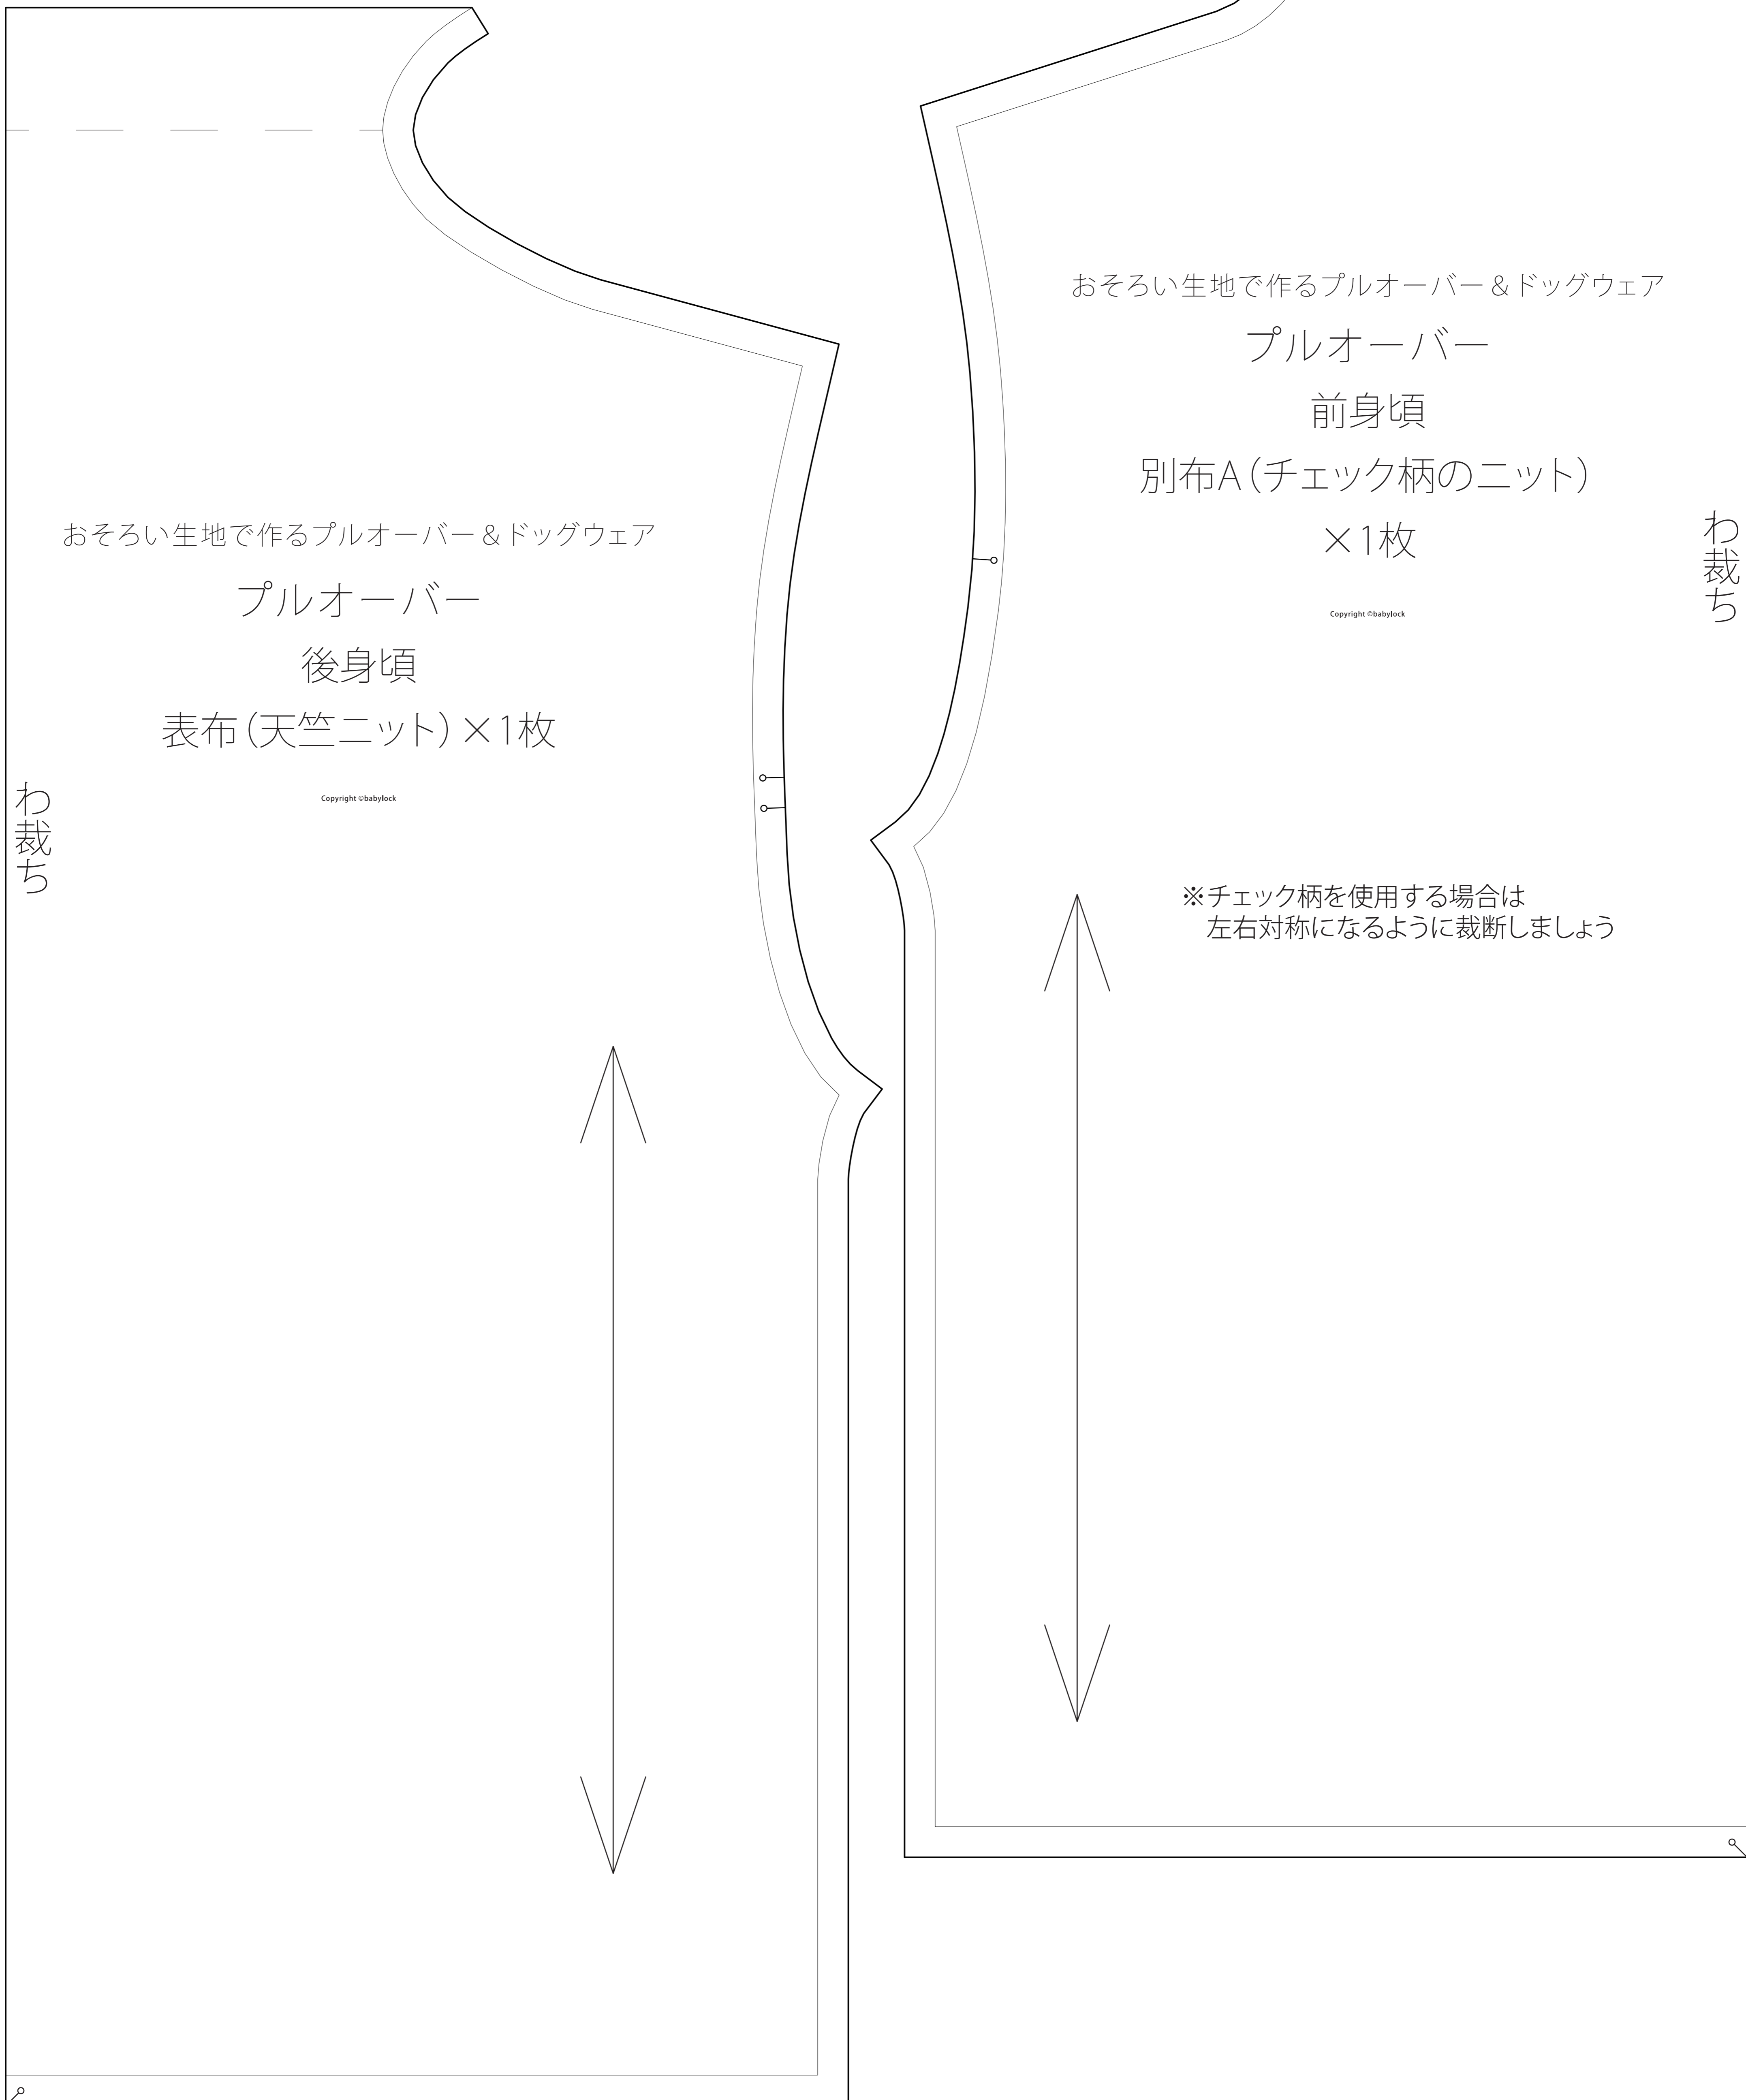 おそろい生地で作るプルオーバー＆ドッグウェア
プルオーバー
後身頃
表布（天竺ニット）×1枚
Copyright ©babylock
わ裁ち
おそろい生地で作るプルオーバー＆ドッグウェア
プルオーバー
前身頃
別布A（チェック柄のニット）
×1枚
Copyright ©babylock
わ裁ち
※チェック柄を使用する場合は
左右対称になるように裁断しましょう